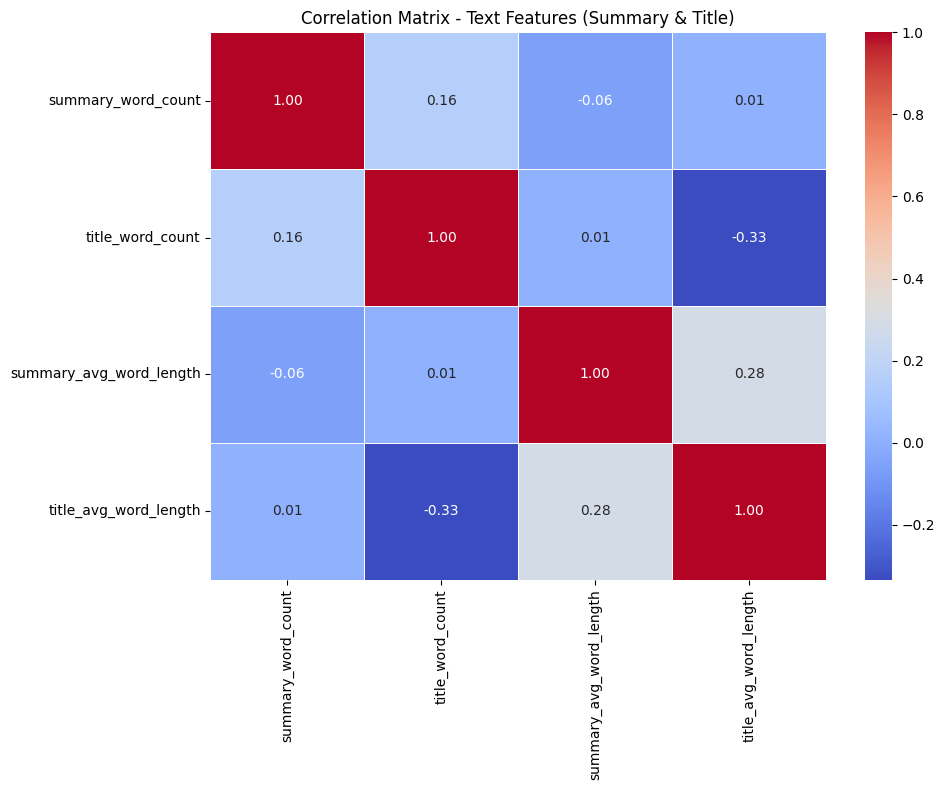 Correlation Matrix - Text Features (Summary & Title)
summary_word_count
1.00
0.16
-0.06
0.01
title_word_count
0.16
1.00
0.01
-0.33
summary_avg_word_length
-0.06
0.01
1.00
0.28
title_avg_word_length
0.01
-0.33
0.28
1.00
summary_word_count
title_word_count
summary_avg_word_length
title_avg_word_length
1.0
0.8
0.6
0.4
0.2
0.0
−0.2